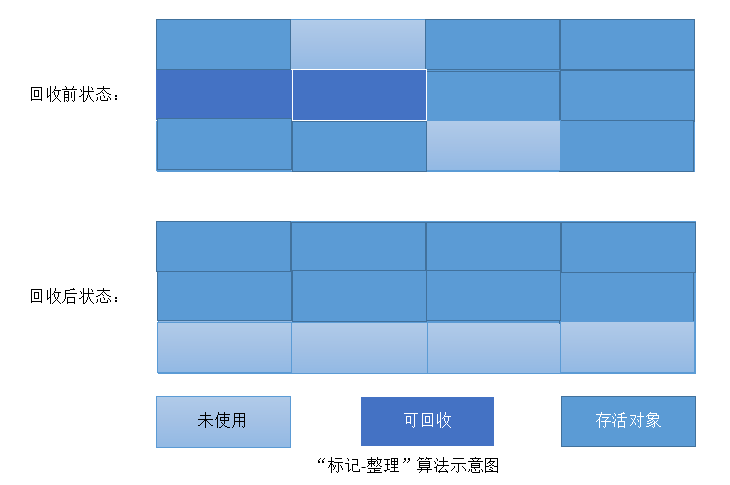 回收前状态：
回收后状态：
未使用
可回收
存活对象
“标记-整理”算法示意图